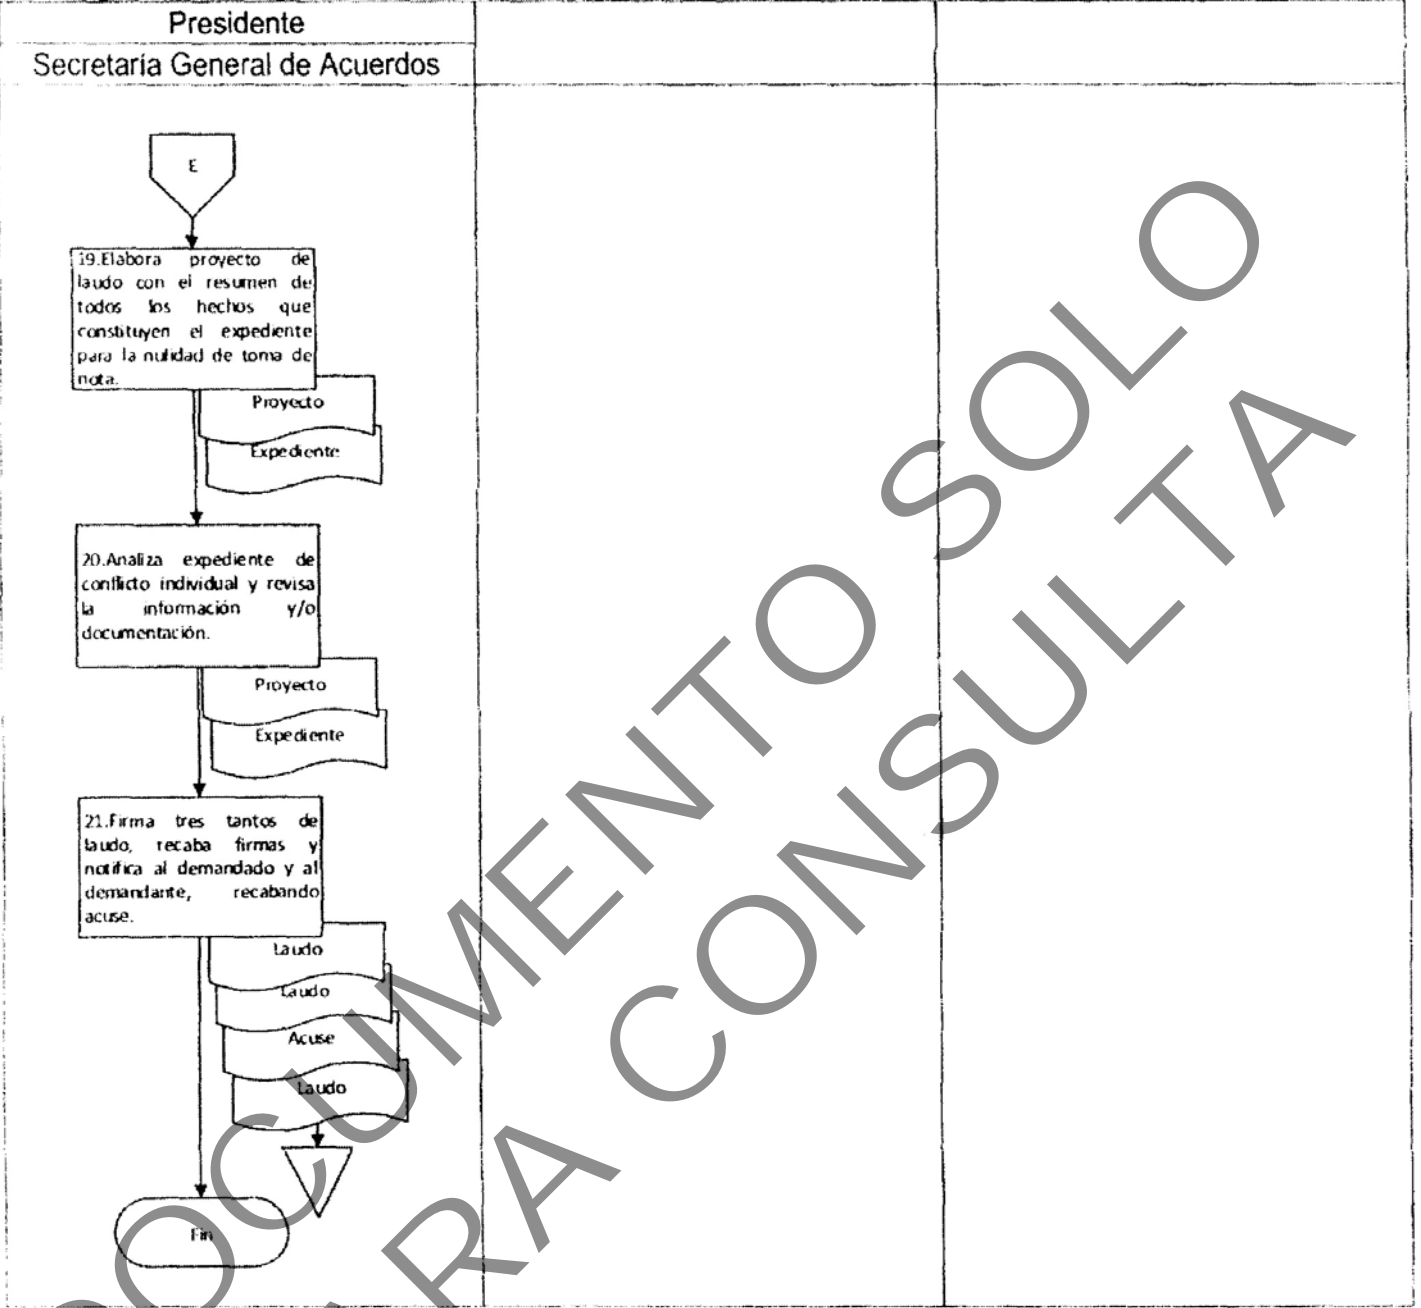 Presidente
Secretaría General de Acuerdos
E
19.Elabora proyecto de
laudo con el resumen de
todos los hechos que
constituyen el expediente
para la nulidad de toma de
nota.
Proyecto
Expediente
20.Analiza expediente de
conflicto individual y revisa
la información y/o
documentación.
Proyecto
Expediente
21.Firma tres tantos de
laudo, recaba firmas y
notifica al demandado y al
demandante, recabando
acuse.
Laudo
Laudo
Acuse
Laudo
Fin
DOCUMENTO SOLO
ARA CONSULTA